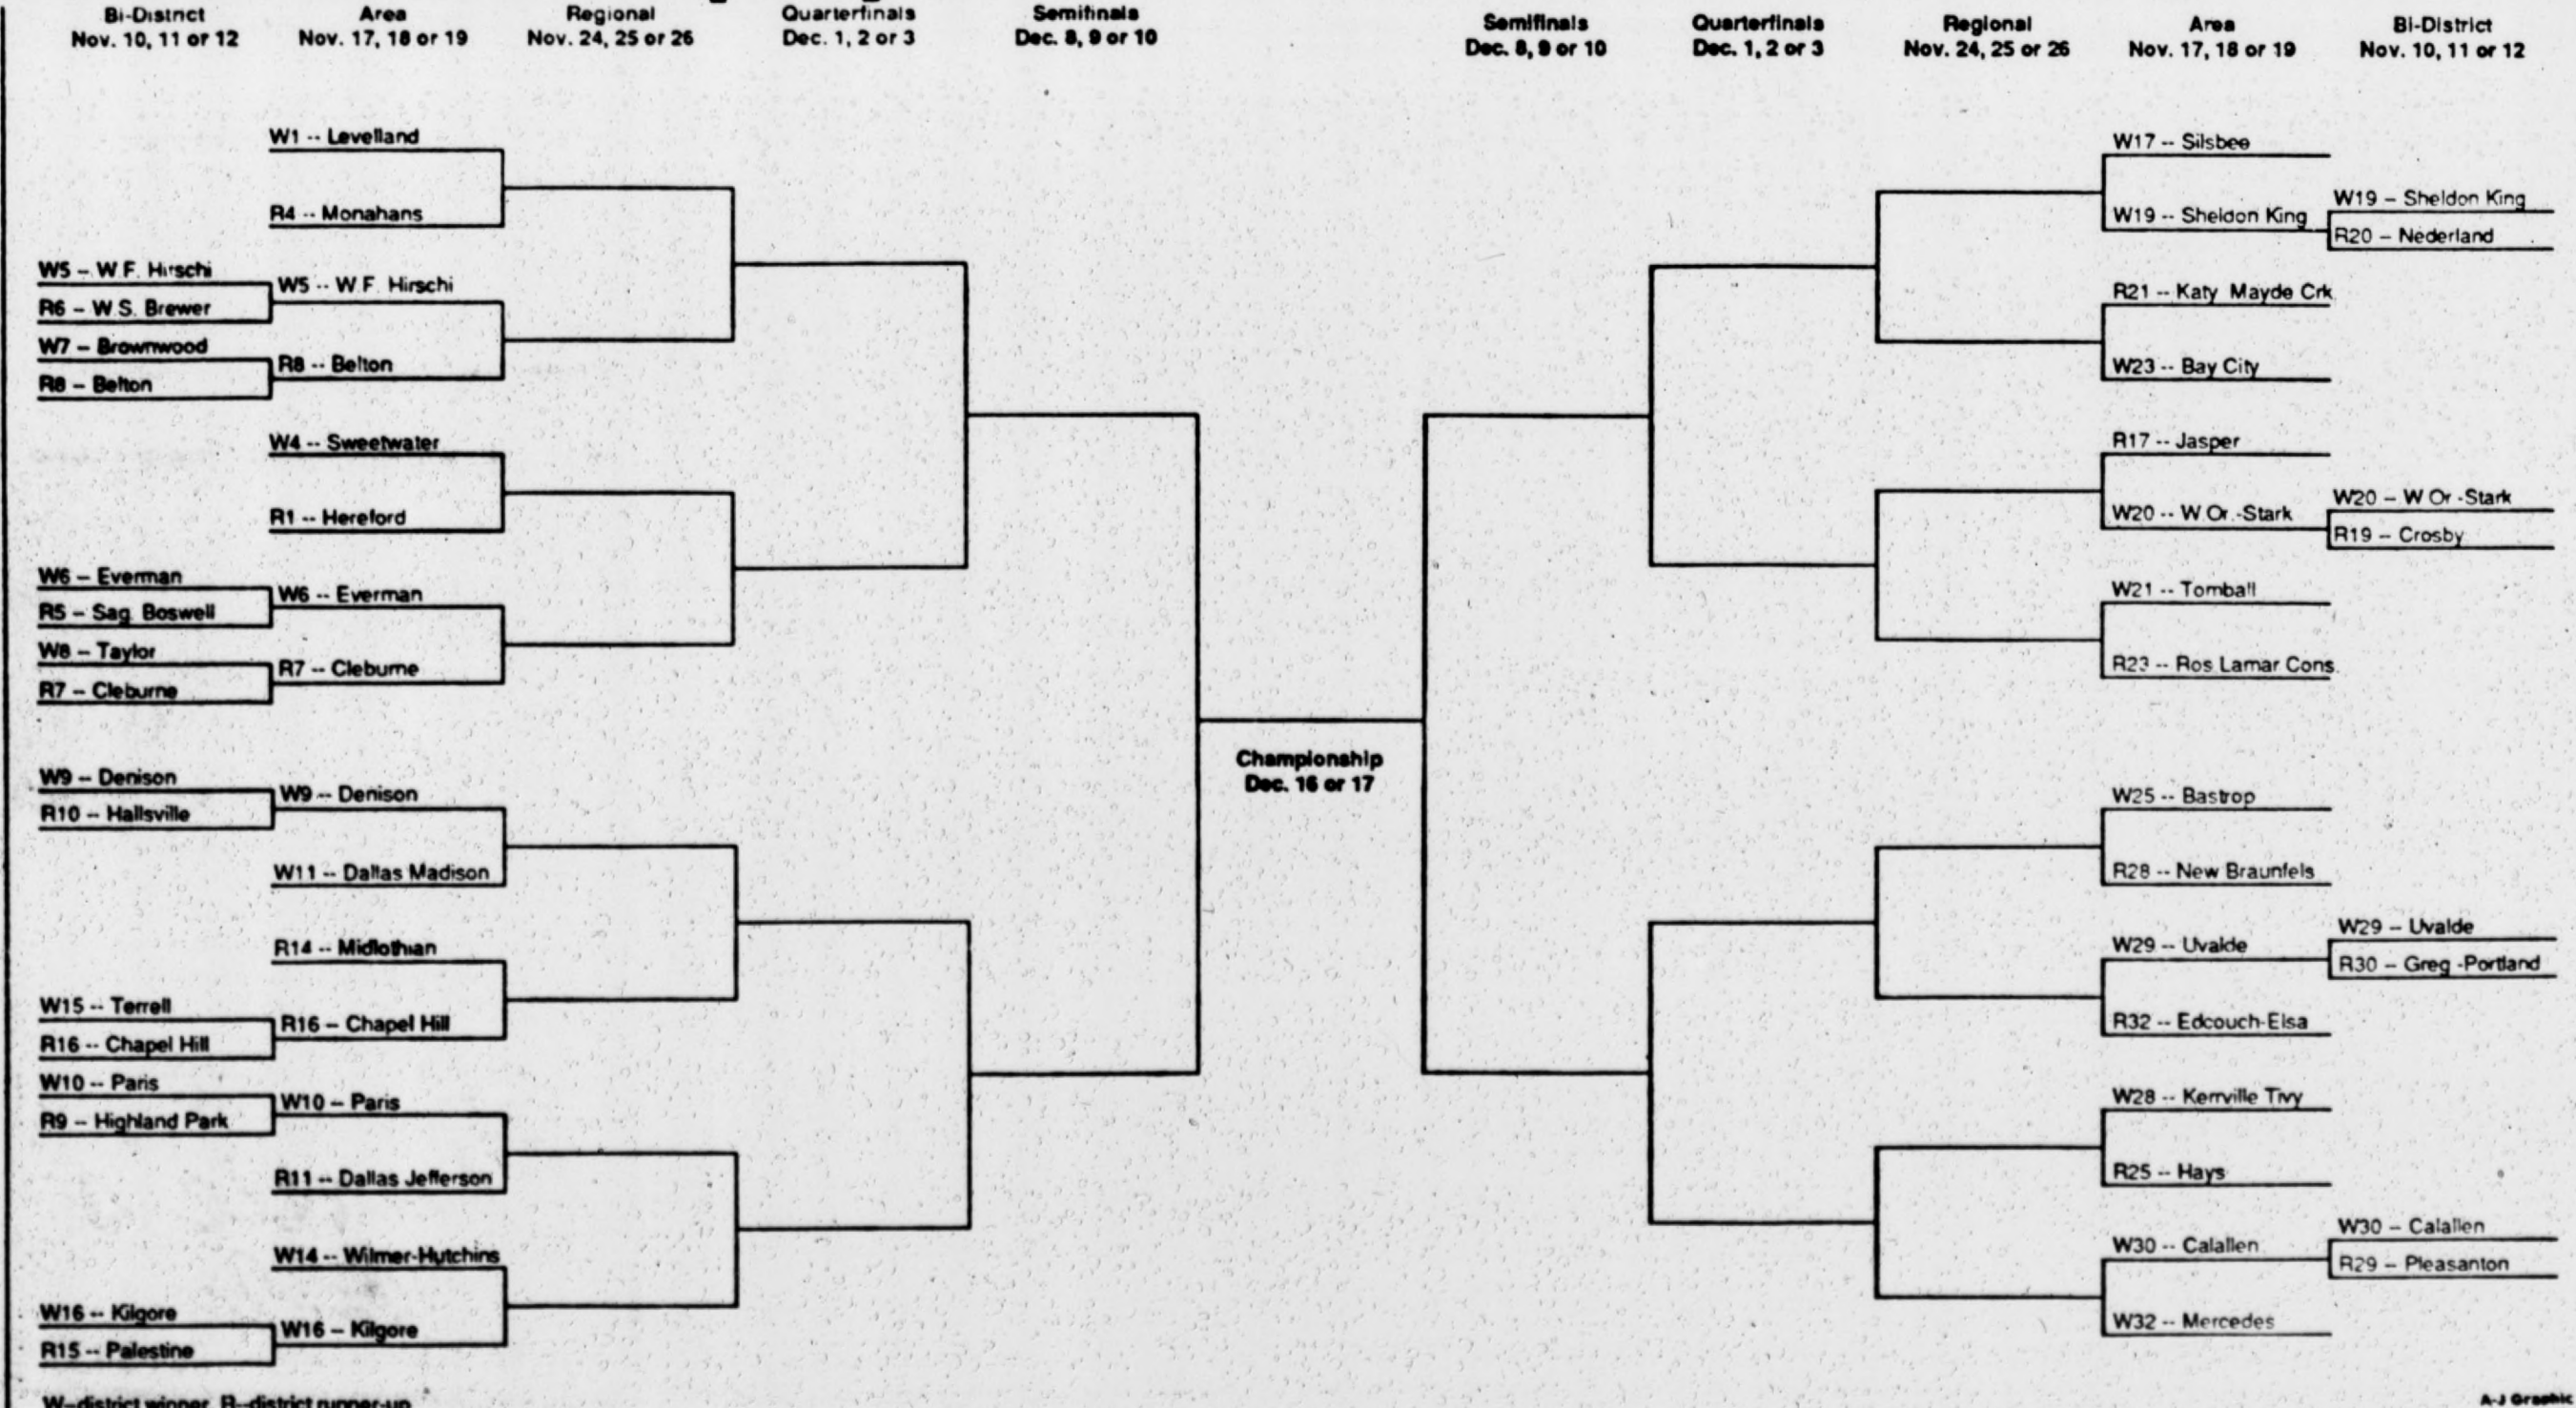 Bi-District
Nov. 10, 11 or 12
Area
Nov. 17, 18 or 19
Regional
Nov. 24, 25 or 26
Quarterfinals
Dec. 1, 2 or 3
Semifinals
Dec. 8, 9 or 10
Semifinals
Dec. 8, 9 or 10
Quarterfinals
Dec. 1, 2 or 3
Regional
Nov. 24, 25 or 26
Area
Nov. 17, 18 or 19
Bi-District
Nov. 10, 11 or 12
W1 -- Levelland
R4 -- Monahans
W5 – W.F. Hirschi
R6 – W.S. Brewer
W5 -- W.F. Hirschi
W7 – Brownwood
R8 – Belton
R8 -- Belton
W4 -- Sweetwater
R1 -- Hereford
W6 – Everman
R5 – Sag. Boswell
W6 -- Everman
W8 – Taylor
R7 – Cleburne
R7 -- Cleburne
W9 – Denison
R10 -- Hallsville
W9 -- Denison
W11 -- Dallas Madison
R14 -- Midlothian
W15 -- Terrell
R16 -- Chapel Hill
R16 – Chapel Hill
W10 -- Paris
R9 – Highland Park
W10 – Paris
R11 -- Dallas Jefferson
W14 -- Wilmer-Hutchins
W16 -- Kilgore
R15 -- Palestine
W16 – Kilgore
Championship
Dec. 16 or 17
W17 -- Silsbee
W19 -- Sheldon King
W19 – Sheldon King
R20 – Nederland
R21 -- Katy Mayde Crk
W23 -- Bay City
R17 -- Jasper
W20 -- W.Or.-Stark
W20 – W Or -Stark
R19 – Crosby
W21 -- Tomball
R23 -- Ros Lamar Cons.
W25 -- Bastrop
R28 -- New Braunfels
W29 -- Uvalde
W29 – Uvalde
R30 – Greg -Portland
R32 -- Edcouch-Elsa
W28 -- Kerrville Tivy
R25 -- Hays
W30 -- Calallen
W30 – Calallen
R29 – Pleasanton
W32 -- Mercedes
W--district winner, R--district runner-up
A-J Graphic